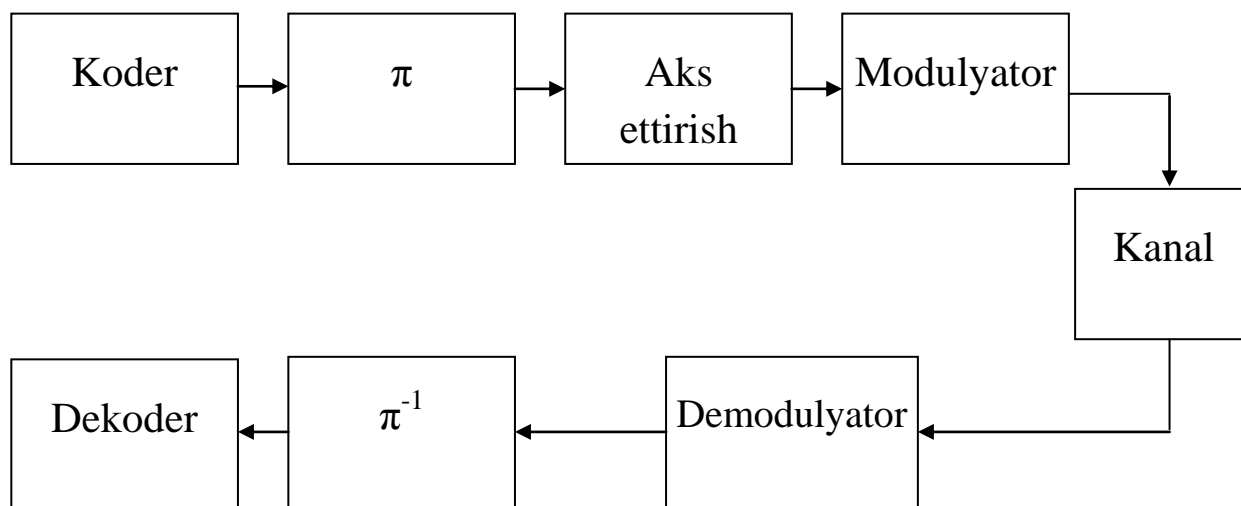 Koder
π
Aks
ettirish
Modulyator
Kanal
Dekoder
π⁻¹
Demodulyator